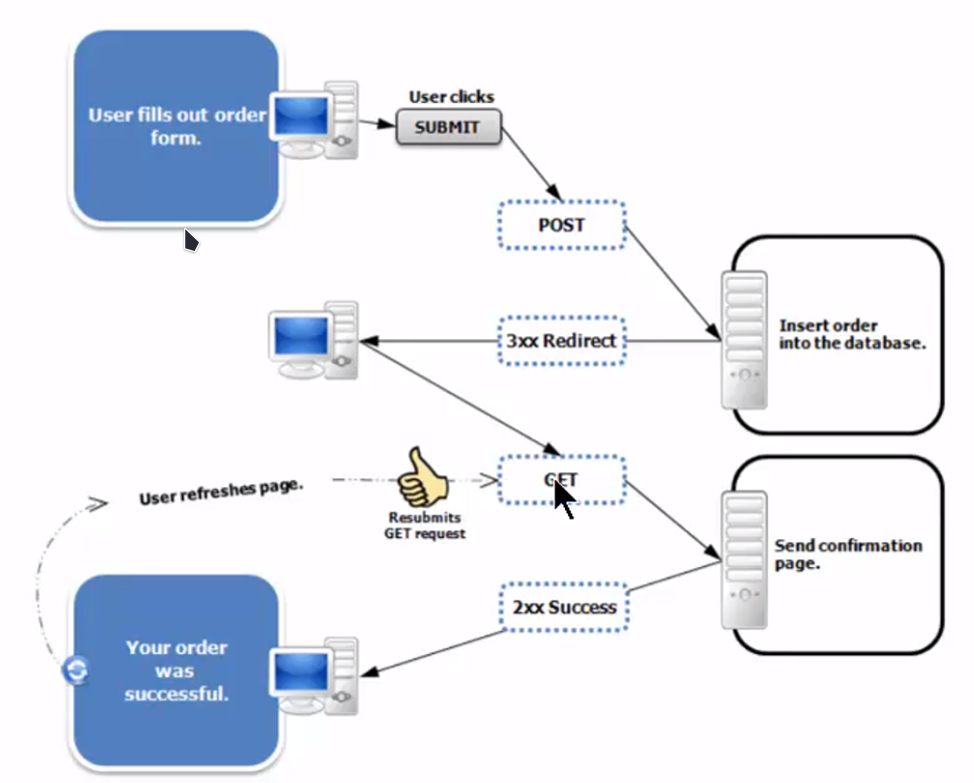 User fills out order
form.
User clicks
SUBMIT
POST
Insert order
into the database.
3xx Redirect
GET
User refreshes page.
Resubmits
GET request
Send confirmation
page.
2xx Success
Your order
was
successful.